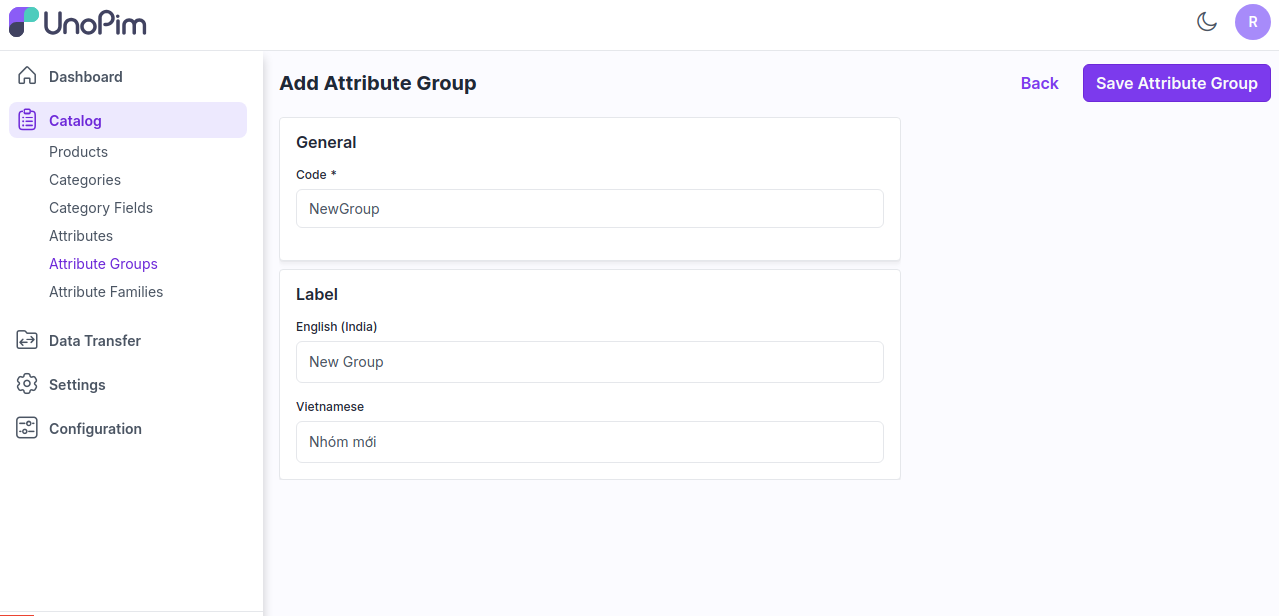 UnoPim
R
Dashboard
Catalog
Products
Categories
Category Fields
Attributes
Attribute Groups
Attribute Families
Data Transfer
Settings
Configuration
Add Attribute Group
Back
Save Attribute Group
General
Code *
NewGroup
Label
English (India)
New Group
Vietnamese
Nhóm mới